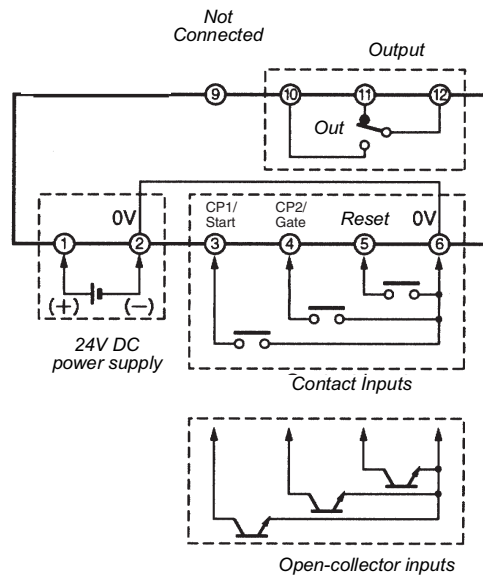 Not
Connected
Output
9
10
11
12
Out
0V
CP1/
Start
CP2/
Gate
Reset
0V
1
2
3
4
5
6
(+)
(−)
24V DC
power supply
Contact Inputs
Open-collector inputs